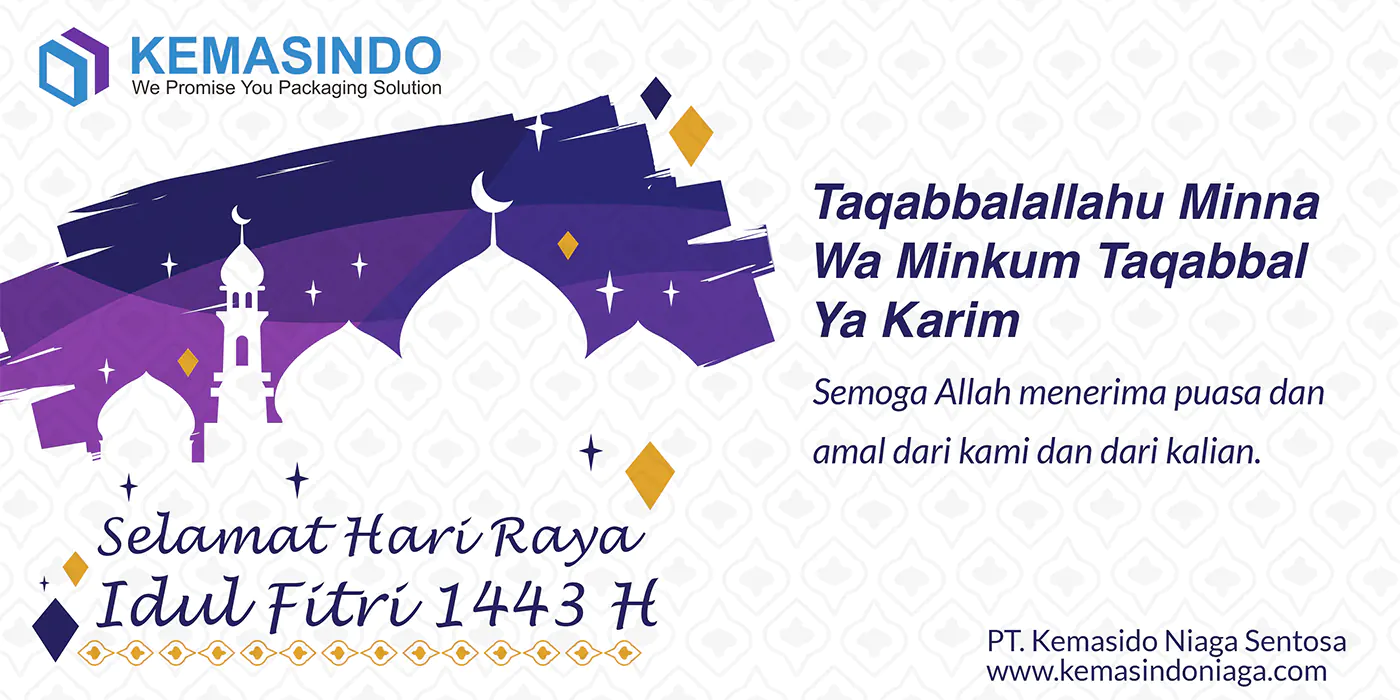 KEMASINDO
We Promise You Packaging Solution
Taqabbalallahu Minna
Wa Minkum Taqabbal
Ya Karim
Semoga Allah menerima puasa dan
amal dari kami dan dari kalian.
Selamat Hari Raya
Idul Fitri 1443 H
PT. Kemasido Niaga Sentosa
www.kemasindoniaga.com